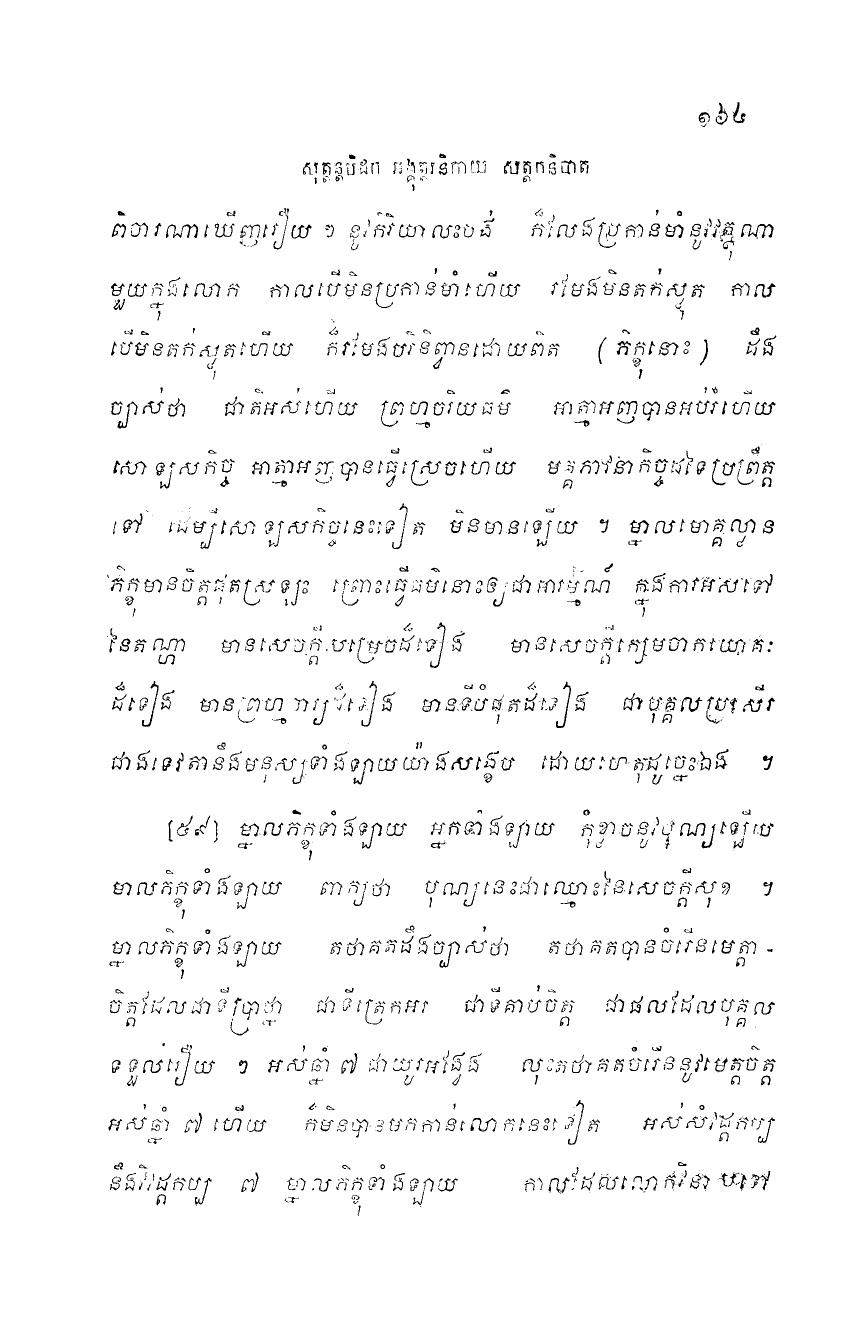 ១៦៤
សុត្តន្តបិដក អង្គុត្តរនិកាយ សត្តកនិបាត
ពិចារណាឃើញរឿយ ៗ នូវកិរិយាលះបង់ ក៏លែងប្រកាន់មាំនូវវត្ថុណា
មួយក្នុងលោក កាលបើមិនប្រកាន់មាំហើយ រមែងមិនតក់ស្លុត កាល
បើមិនតក់ស្លុតហើយ ក៏រមែងបរិនិព្វានដោយពិត (ភិក្ខុនោះ) ដឹង
ច្បាស់ថា ជាតិអស់ហើយ ព្រហ្មចរិយធម៌ អាត្មាអញបានអប់រំហើយ
សោឡសកិច្ច អាត្មាអញបានធ្វើស្រេចហើយ មគ្គភាវនាកិច្ចដទៃប្រព្រឹត្ត
ទៅ ដើម្បីសោឡសកិច្ចនេះទៀត មិនមានឡើយ ។ ម្នាលមោគ្គល្លាន
ភិក្ខុមានចិត្តផុតស្រឡះ ព្រោះធ្វើធម៌នោះឲ្យជាអារម្មណ៍ ក្នុងការអស់ទៅ
នៃតណ្ហា មានសេចក្តីសម្រេចដ៏ទៀង មានសេចក្តីក្សេមចាកយោគៈ
ដ៏ទៀង មានព្រហ្មចារ្យដ៏ទៀង មានទីបំផុតដ៏ទៀង ជាបុគ្គលប្រសើរ
ជាងទេវតានឹងមនុស្សទាំងឡាយយ៉ាងសង្ខេប ដោយហេតុដូច្នេះឯង ។
[៥៩] ម្នាលភិក្ខុទាំងឡាយ អ្នកទាំងឡាយ កុំខ្លាចនូវបុណ្យឡើយ
មាលភិក្ខុទាំងឡាយ ពាក្យថា បុណ្យនេះជាឈ្មោះនៃសេចក្តីសុខ ។
ម្នាលភិក្ខុទាំងឡាយ តថាគតដឹងច្បាស់ថា តថាគតបានចំរើនមេត្តា -
ចិត្តដែលជាទីប្រាថ្នា ជាទីត្រេកអរ ជាទីគាប់ចិត្ត ជាផលដែលបុគ្គល
ទទួលរឿយ ៗ អស់ឆ្នាំ ៧ ជាយូរអង្វែង លុះតថាគតចំរើននូវមេត្តចិត្ត
អស់ឆ្នាំ ៧ ហើយ ក៏មិនបានមកកាន់លោកនេះទៀត អស់សំវដ្តកប្ប
នឹងវិវដ្តកប្ប ៧ ម្នាលភិក្ខុទាំងឡាយ កាលដែលលោកវិនាសទៅ